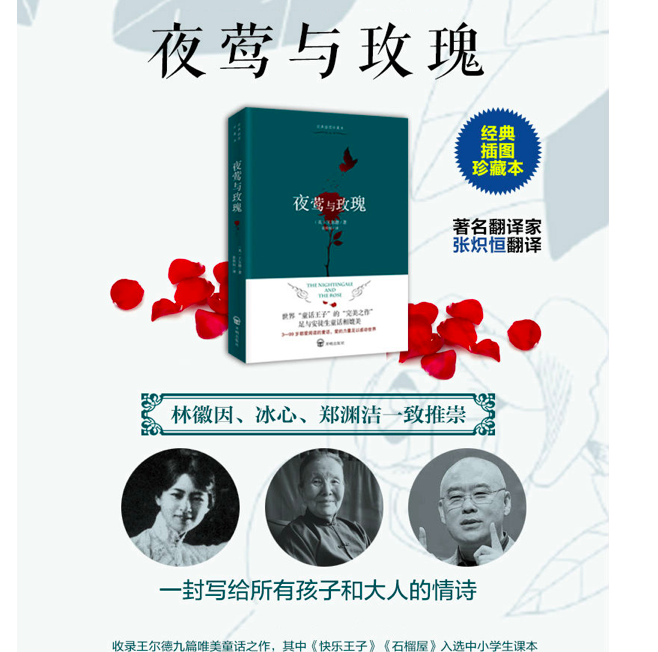 夜莺与玫瑰
经典
插图
珍藏本
著名翻译家
张炽恒翻译
夜莺与玫瑰
夜莺与玫瑰
THE NIGHTINGALE
AND
THE ROSE
世界“童话王子”的“完美之作”
足与安徒生童话相媲美
林徽因、冰心、郑渊洁一致推崇
一封写给所有孩子和大人的情诗
收录王尔德九篇唯美童话之作，其中《快乐王子》《石榴屋》入选中小学生课本